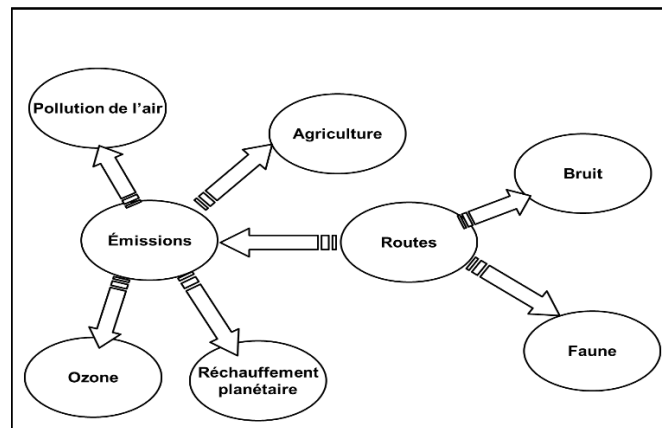 Pollution de l'air
Agriculture
Bruit
Émissions
Routes
Faune
Ozone
Réchauffement
planétaire